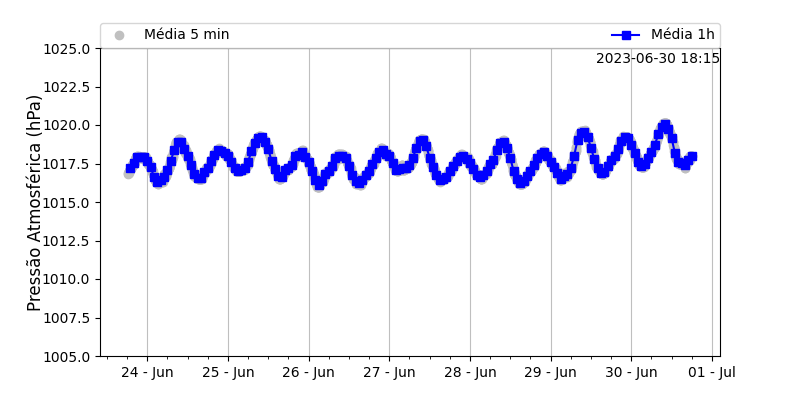 Média 5 min
Média 1h
2023-06-30 18:15
Pressão Atmosférica (hPa)
1025.0
1022.5
1020.0
1017.5
1015.0
1012.5
1010.0
1007.5
1005.0
24 - Jun
25 - Jun
26 - Jun
27 - Jun
28 - Jun
29 - Jun
30 - Jun
01 - Jul